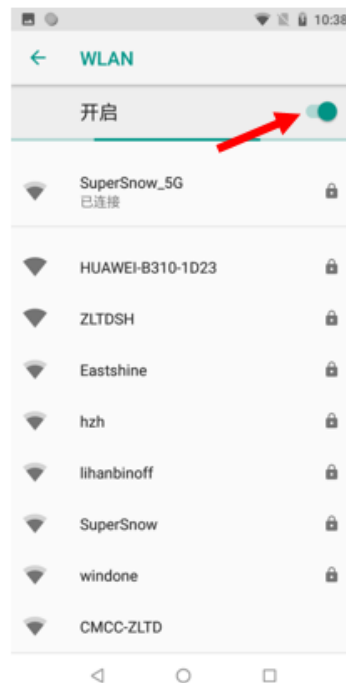 10:38
WLAN
开启
SuperSnow_5G
已连接
HUAWEI-B310-1D23
ZLTDSH
Eastshine
hzh
lihanbinoff
SuperSnow
windone
CMCC-ZLTD